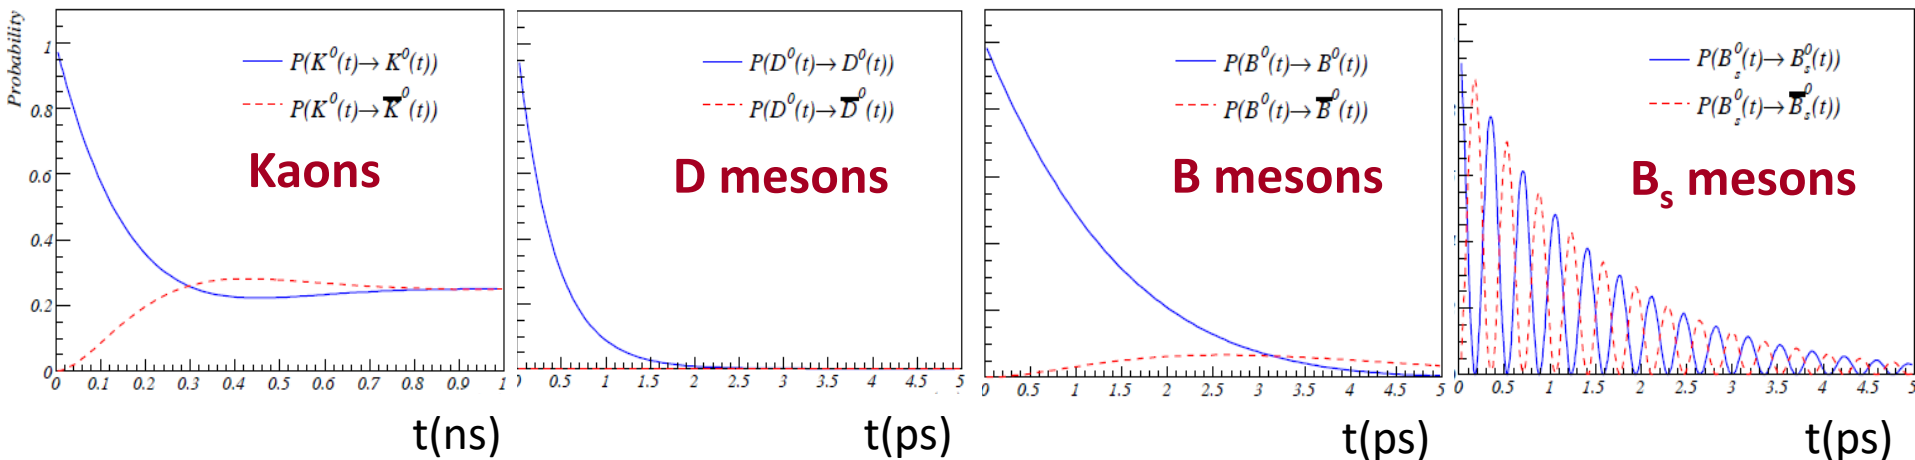 Probability
1
0.8
0.6
0.4
0.2
0
P(K⁰(t)→ K⁰(t))
P(K⁰(t)→ K̅⁰(t))
Kaons
0 0.1 0.2 0.3 0.4 0.5 0.6 0.7 0.8 0.9 1
t(ns)
P(D⁰(t)→ D⁰(t))
P(D⁰(t)→ D̅⁰(t))
D mesons
0 0.5 1 1.5 2 2.5 3 3.5 4 4.5 5
t(ps)
P(B⁰(t)→ B⁰(t))
P(B⁰(t)→ B̅⁰(t))
B mesons
0 0.5 1 1.5 2 2.5 3 3.5 4 4.5 5
t(ps)
P(Bₛ⁰(t)→ Bₛ⁰(t))
P(Bₛ⁰(t)→ B̅ₛ⁰(t))
Bₛ mesons
0 0.5 1 1.5 2 2.5 3 3.5 4 4.5 5
t(ps)